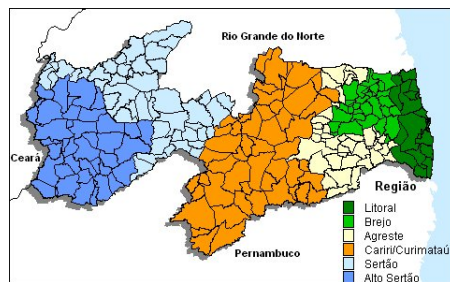 Rio Grande do Norte
Ceará
Pernambuco
Região
Litoral
Brejo
Agreste
Cariri/Curimataú
Sertão
Alto Sertão